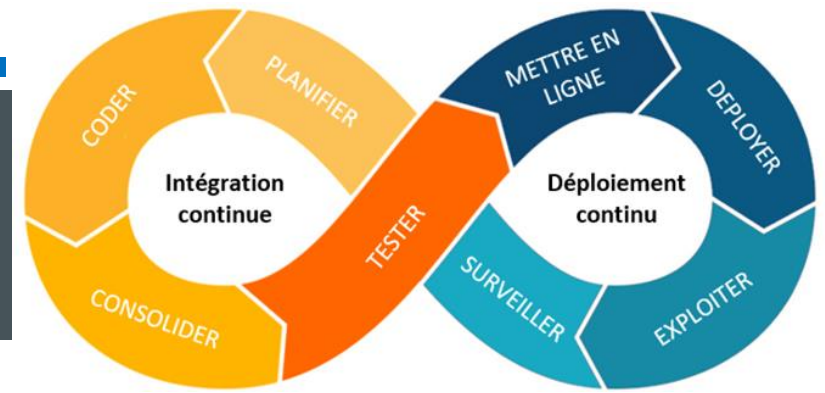 PLANIFIER
CODER
CONSOLIDER
TESTER
METTRE EN
LIGNE
DEPLOYER
EXPLOITER
SURVEILLER
Intégration
continue
Déploiement
continu